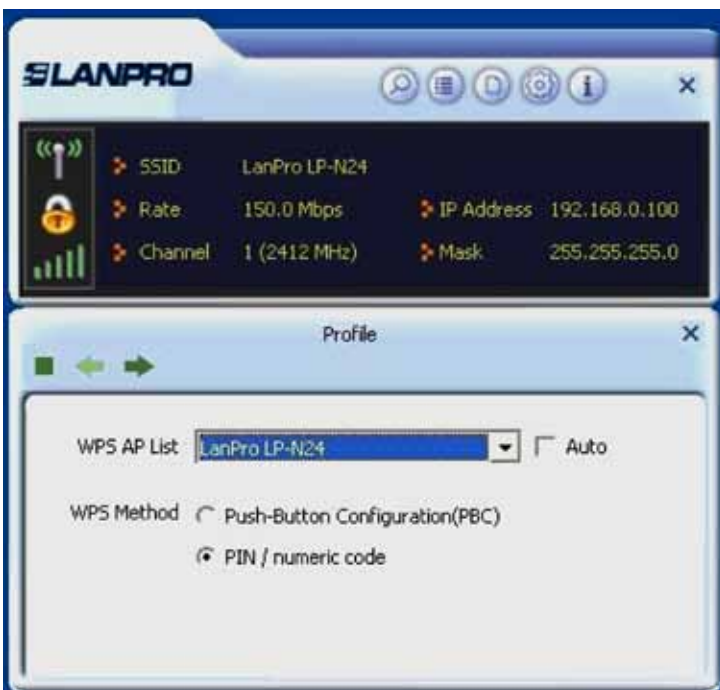 LANPRO
SSID LanPro LP-N24
Rate 150.0 Mbps IP Address 192.168.0.100
Channel 1 (2412 MHz) Mask 255.255.255.0
Profile
WPS AP List LanPro LP-N24 Auto
WPS Method Push-Button Configuration(PBC)
PIN / numeric code